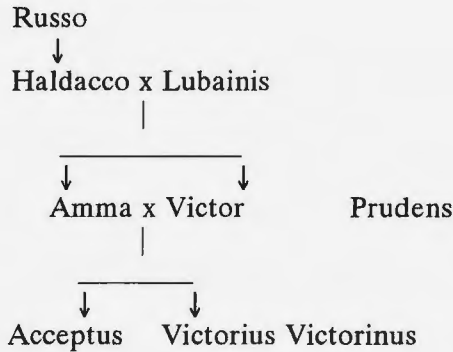 Russo
Haldacco x Lubainis
Amma x Victor Prudens
Acceptus Victorius Victorinus